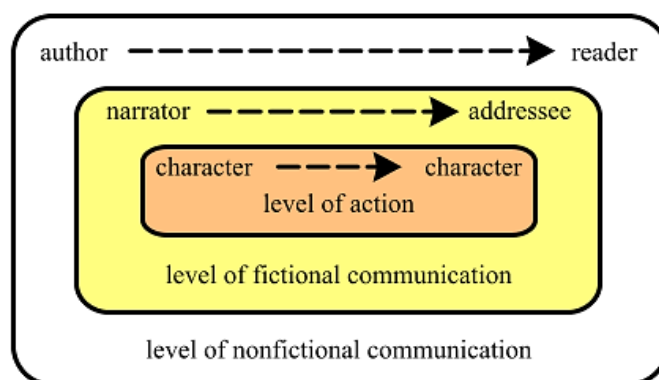 author reader
narrator addressee
character character
level of action
level of fictional communication
level of nonfictional communication